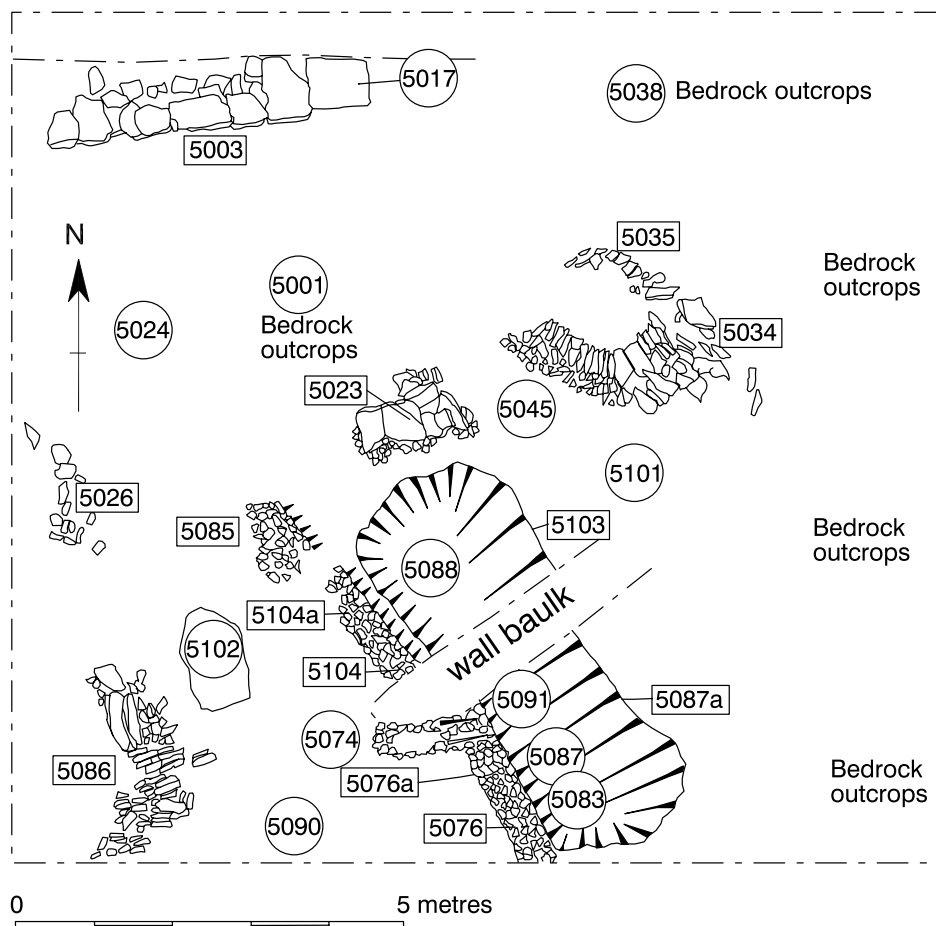 5017
5038 Bedrock outcrops
5003
N
5035
5001
Bedrock
outcrops
5024
Bedrock
outcrops
5034
5023
5045
5101
5026
5085
5103
Bedrock
outcrops
5088
5104a
wall baulk
5102
5104
5091
5087a
5074
5087
5086
5076a
5083
Bedrock
outcrops
5090
5076
0
5 metres